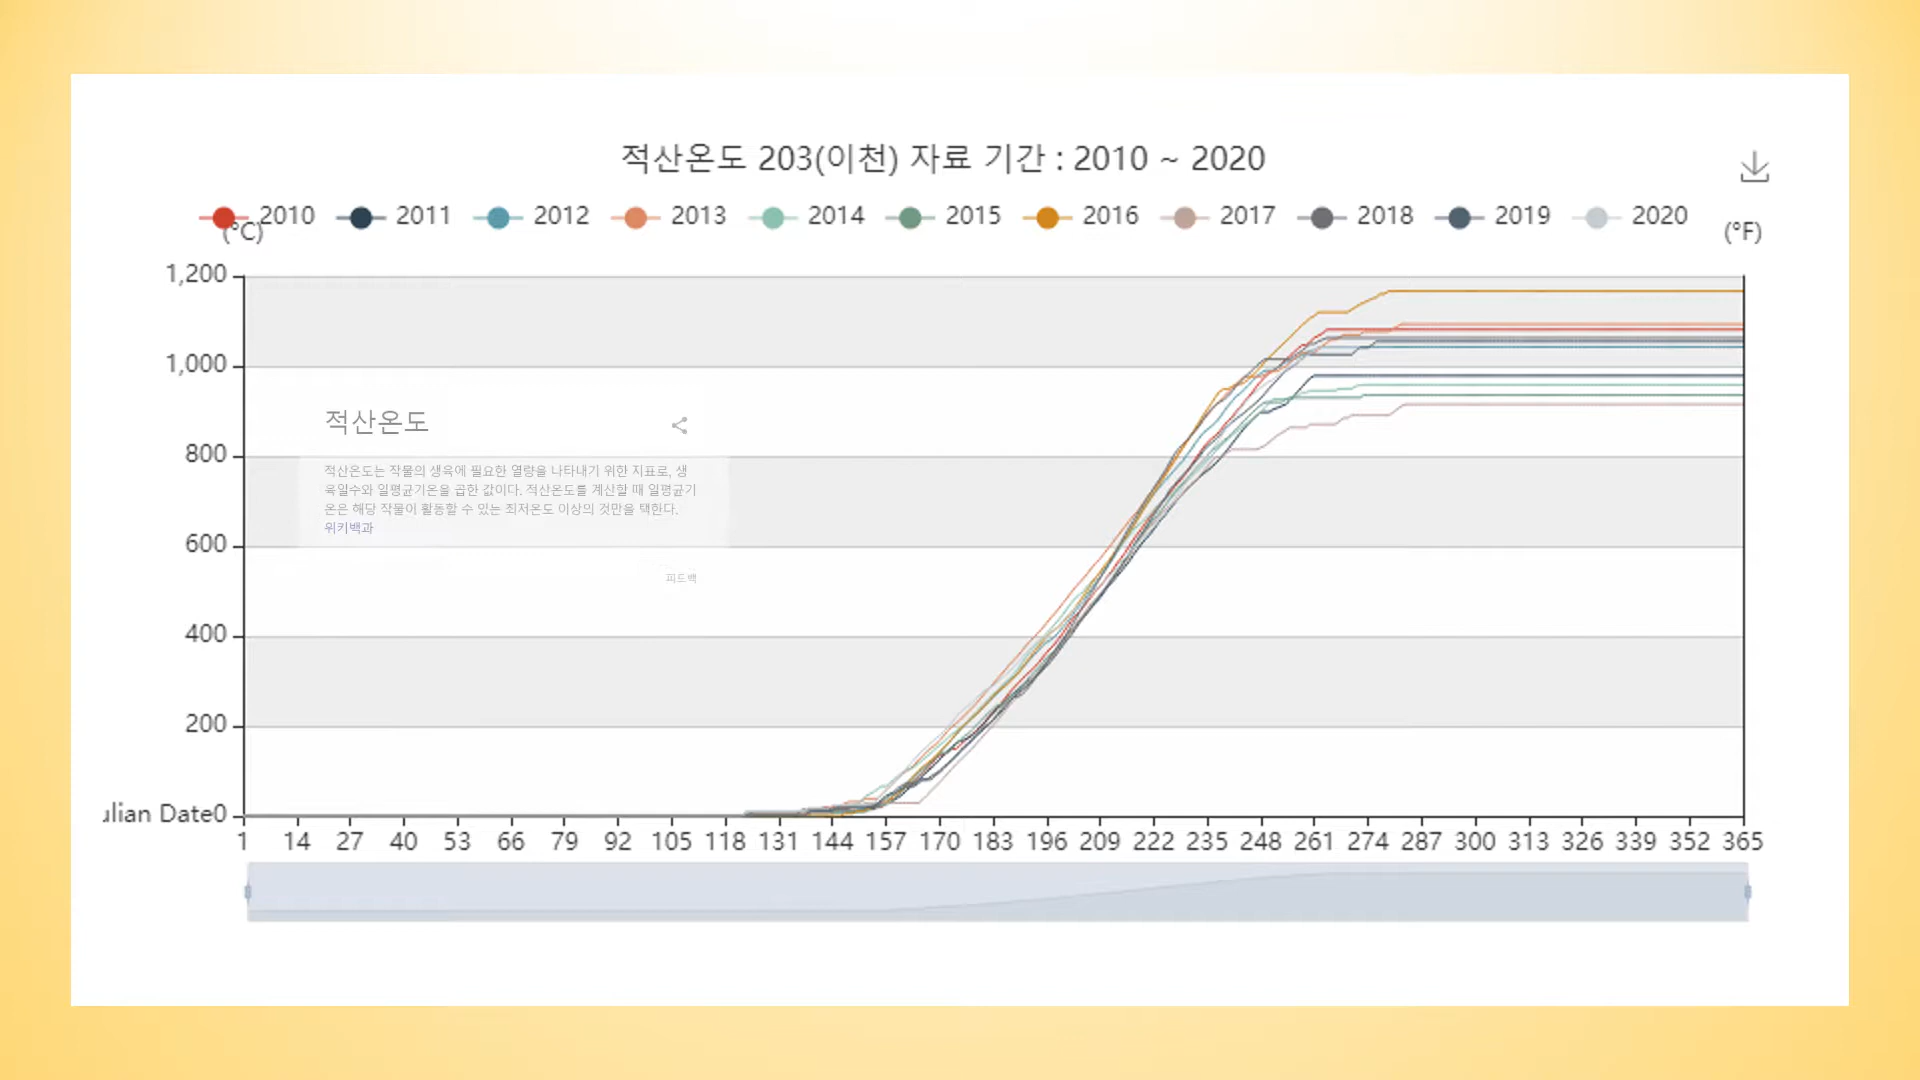 적산온도 203(이천) 자료 기간 : 2010 ~ 2020
2010 2011 2012 2013 2014 2015 2016 2017 2018 2019 2020
(°C) (°F)
1,200
1,000
800
600
400
200
ulian Date0
적산온도
적산온도는 작물의 생육에 필요한 열량을 나타내기 위한 지표로, 생
육일수와 일평균기온을 곱한 값이다. 적산온도를 계산할 때 일평균기
온은 해당 작물이 활동할 수 있는 최저온도 이상의 것만을 택한다.
위키백과
피드백
1 14 27 40 53 66 79 92 105 118 131 144 157 170 183 196 209 222 235 248 261 274 287 300 313 326 339 352 365